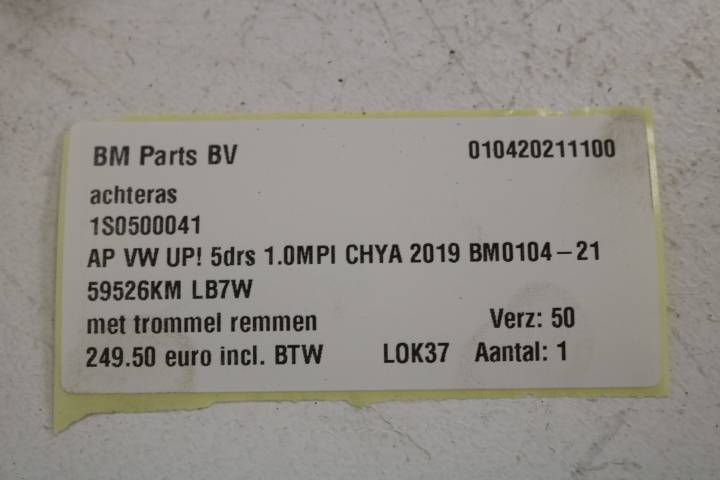 BM Parts BV 010420211100
achteras
1S0500041
AP VW UP! 5drs 1.0MPI CHYA 2019 BM0104-21
59526KM LB7W
met trommel remmen Verz: 50
249.50 euro incl. BTW LOK37 Aantal: 1